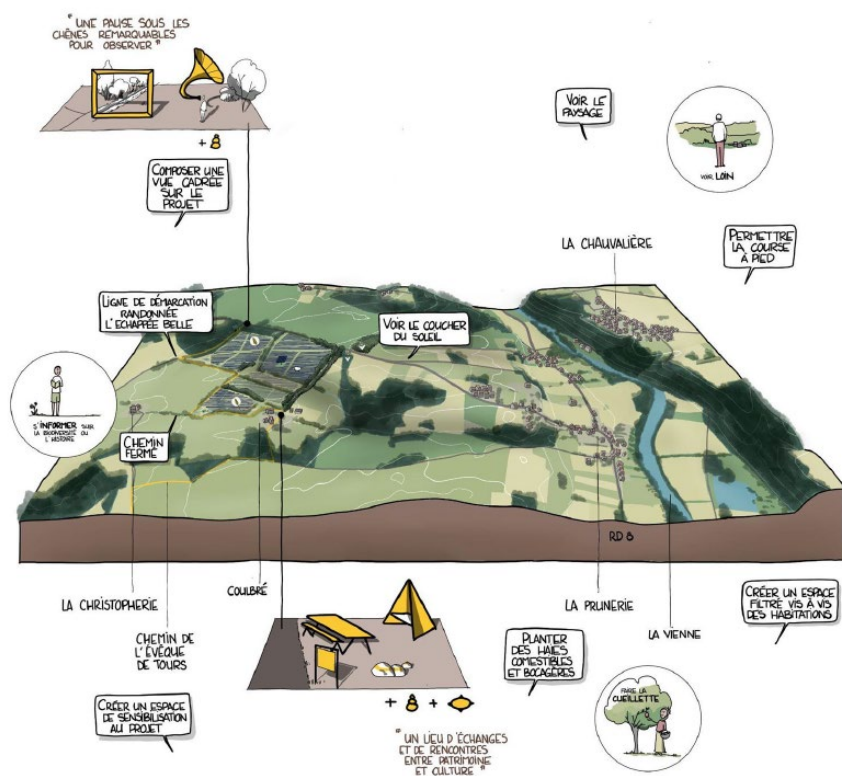 " UNE PAUSE SOUS LES
CHÊNES REMARQUABLES
POUR OBSERVER "
+
COMPOSER UNE
VUE CADRÉE
SUR LE
PROJET
VOIR LE
PAYSAGE
VOIR LOIN
PERMETTRE
LA COURSE
À PIED
LA CHAUVALIÈRE
LIGNE DE DÉMARCATION
RANDONNÉE
L'ECHAPPÉE BELLE
VOIR LE COUCHER
DU SOLEIL
S'INFORMER SUR
LA BIODIVERSITÉ OU
L'HISTOIRE
CHEMIN
FERMÉ
RD 8
LA CHRISTOPHERIE
COULBRÉ
LA PRUNERIE
LA VIENNE
CRÉER UN ESPACE
FILTRÉ VIS À VIS
DES HABITATIONS
CHEMIN DE
L'ÉVÊQUE
DE TOURS
PLANTER
DES HAIES
COMESTIBLES
ET BOCAGÈRES
FAIRE LA
CUEILLETTE
CRÉER UN ESPACE
DE SENSIBILISATION
AU PROJET
+ +
" UN LIEU D'ÉCHANGES
ET DE RENCONTRES
ENTRE PATRIMOINE
ET CULTURE "